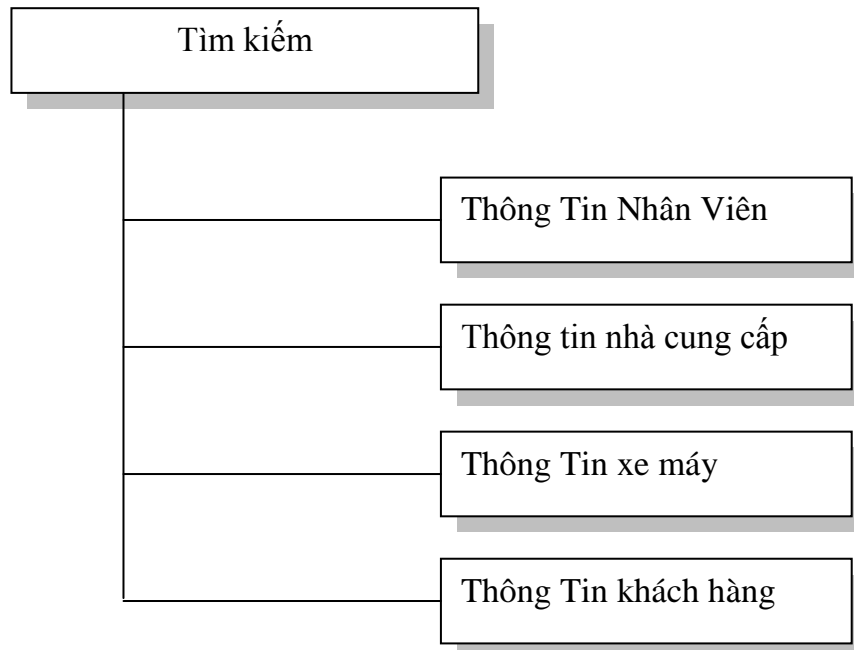 Tìm kiếm
Thông Tin Nhân Viên
Thông tin nhà cung cấp
Thông Tin xe máy
Thông Tin khách hàng